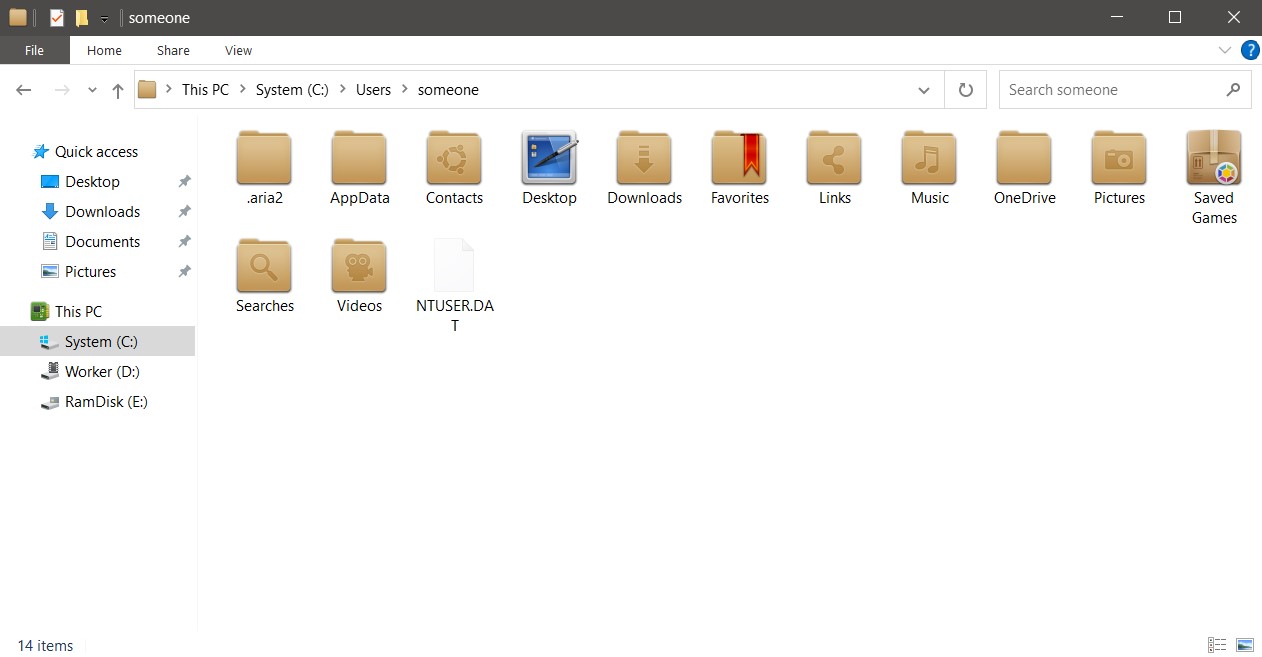 someone
File Home Share View
?
This PC System (C:) Users someone
Search someone
Quick access
Desktop
Downloads
Documents
Pictures
This PC
System (C:)
Worker (D:)
RamDisk (E:)
.aria2 AppData Contacts Desktop Downloads Favorites Links Music OneDrive Pictures Saved
Games
Searches Videos NTUSER.DA
T
14 items